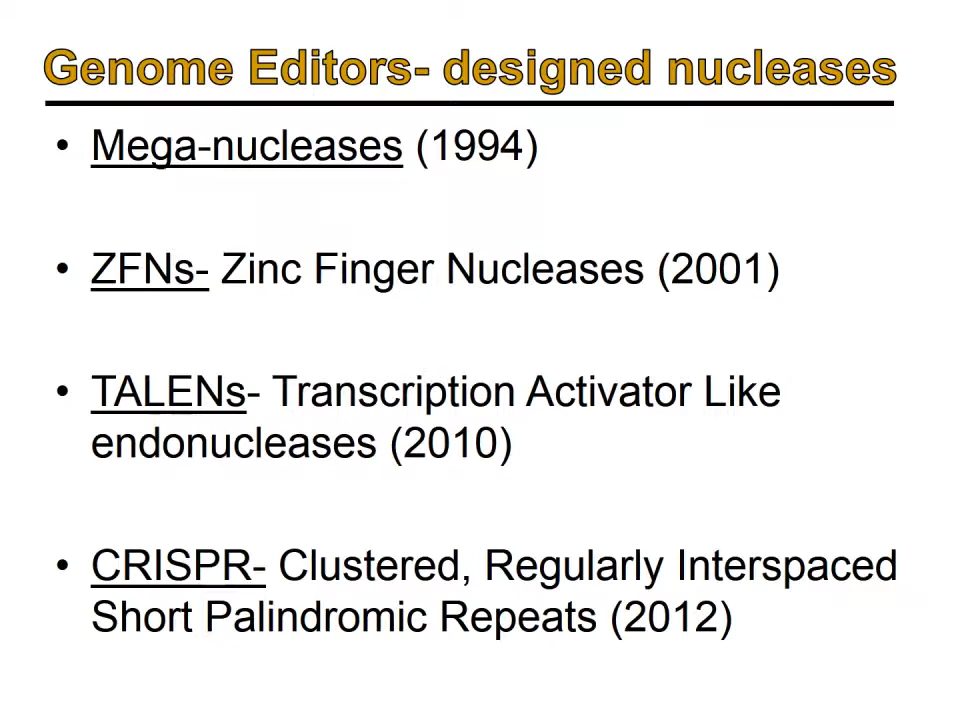 Genome Editors- designed nucleases
• Mega-nucleases (1994)
• ZFNs- Zinc Finger Nucleases (2001)
• TALENs- Transcription Activator Like
endonucleases (2010)
• CRISPR- Clustered, Regularly Interspaced
Short Palindromic Repeats (2012)